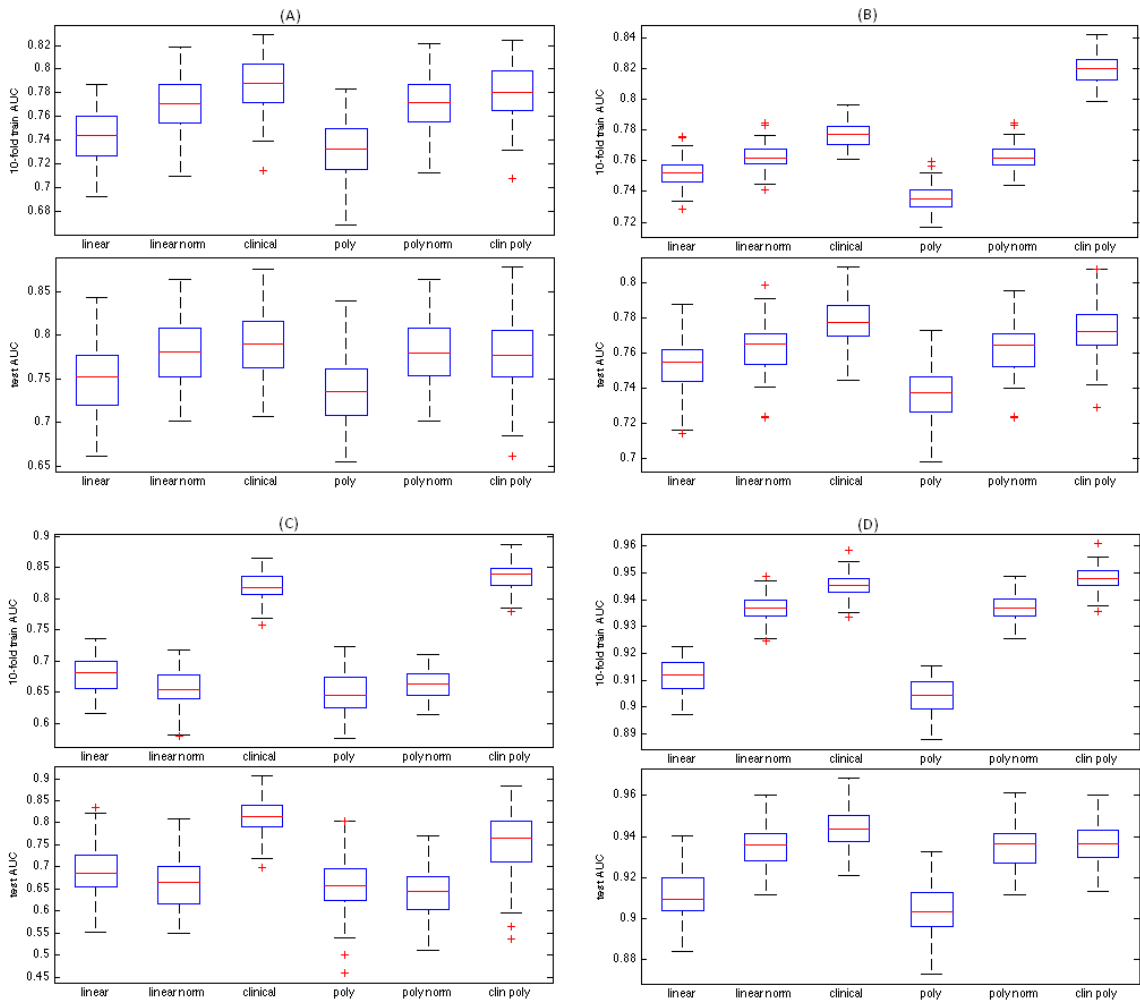 (A)
10-fold train AUC
0.82
0.8
0.78
0.76
0.74
0.72
0.7
0.68
linear linear norm clinical poly poly norm clin poly
test AUC
0.85
0.8
0.75
0.7
0.65
linear linear norm clinical poly poly norm clin poly
(B)
10-fold train AUC
0.84
0.82
0.8
0.78
0.76
0.74
0.72
linear linear norm clinical poly poly norm clin poly
test AUC
0.8
0.78
0.76
0.74
0.72
0.7
linear linear norm clinical poly poly norm clin poly
(C)
10-fold train AUC
0.9
0.85
0.8
0.75
0.7
0.65
0.6
linear linear norm clinical poly poly norm clin poly
test AUC
0.9
0.85
0.8
0.75
0.7
0.65
0.6
0.55
0.5
0.45
linear linear norm clinical poly poly norm clin poly
(D)
10-fold train AUC
0.96
0.95
0.94
0.93
0.92
0.91
0.9
0.89
linear linear norm clinical poly poly norm clin poly
test AUC
0.96
0.94
0.92
0.9
0.88
linear linear norm clinical poly poly norm clin poly